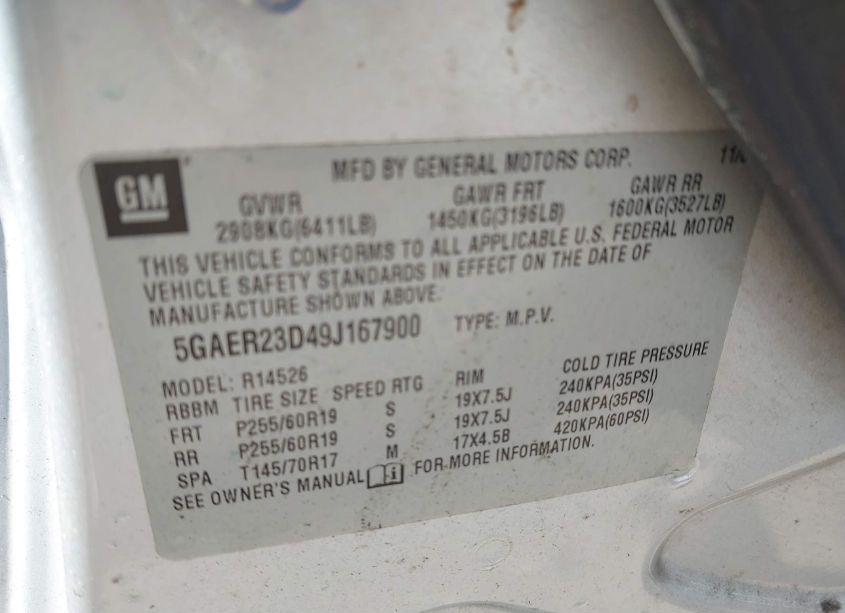 GM
MFD BY GENERAL MOTORS CORP.
GVWR GAWR FRT GAWR RR
2908KG(6411LB) 1450KG(3196LB) 1600KG(3527LB)
THIS VEHICLE CONFORMS TO ALL APPLICABLE U.S. FEDERAL MOTOR
VEHICLE SAFETY STANDARDS IN EFFECT ON THE DATE OF
MANUFACTURE SHOWN ABOVE.
5GAER23D49J167900 TYPE: M.P.V.
MODEL: R14526
RBBM TIRE SIZE SPEED RTG RIM COLD TIRE PRESSURE
FRT P255/60R19 S 19X7.5J 240KPA(35PSI)
RR P255/60R19 S 19X7.5J 240KPA(35PSI)
SPA T145/70R17 M 17X4.5B 420KPA(60PSI)
SEE OWNER'S MANUAL FOR MORE INFORMATION.